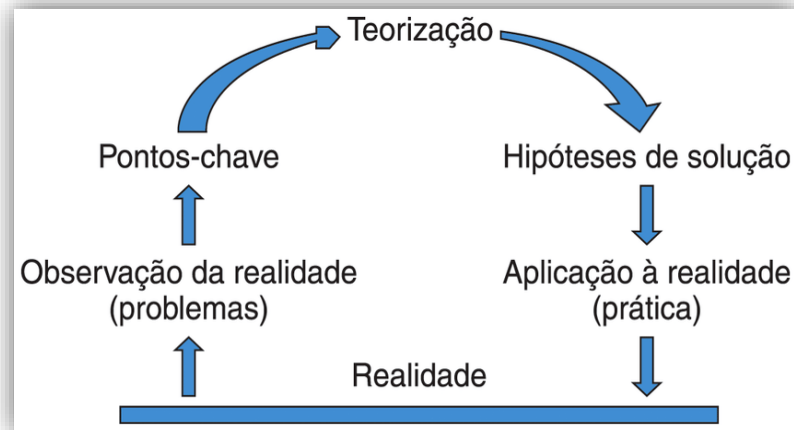 Teorização
Pontos-chave
Hipóteses de solução
Observação da realidade
(problemas)
Aplicação à realidade
(prática)
Realidade